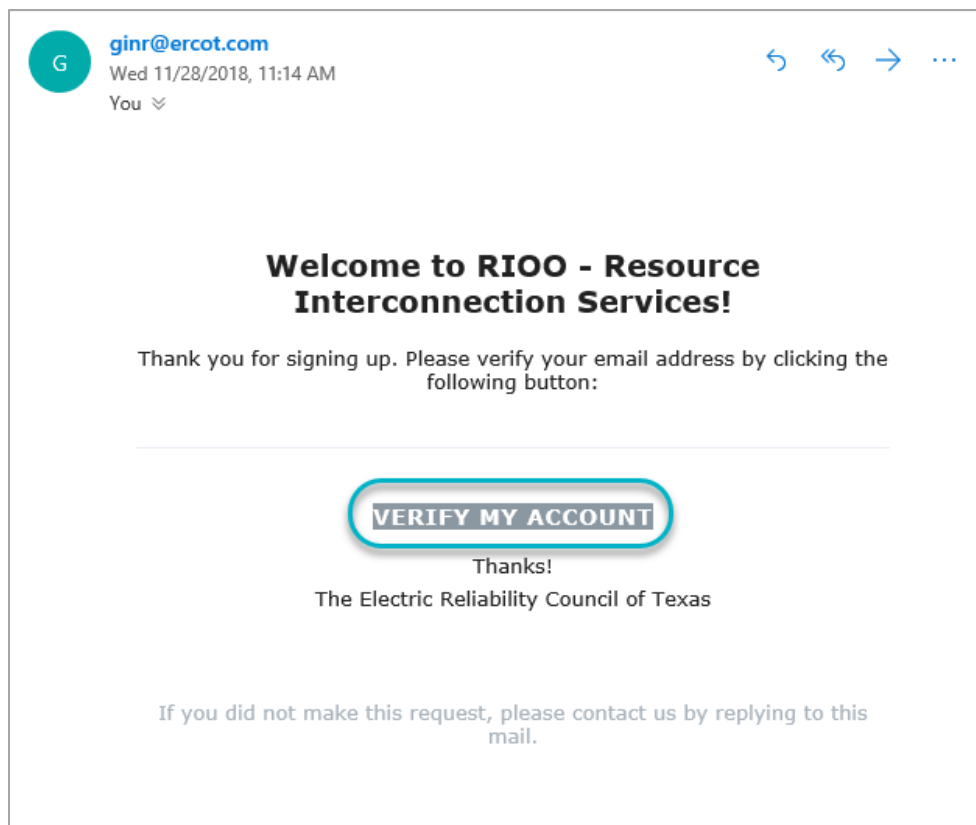 G
ginr@ercot.com
Wed 11/28/2018, 11:14 AM
You
Welcome to RIOO - Resource
Interconnection Services!
Thank you for signing up. Please verify your email address by clicking the
following button:
VERIFY MY ACCOUNT
Thanks!
The Electric Reliability Council of Texas
If you did not make this request, please contact us by replying to this
mail.